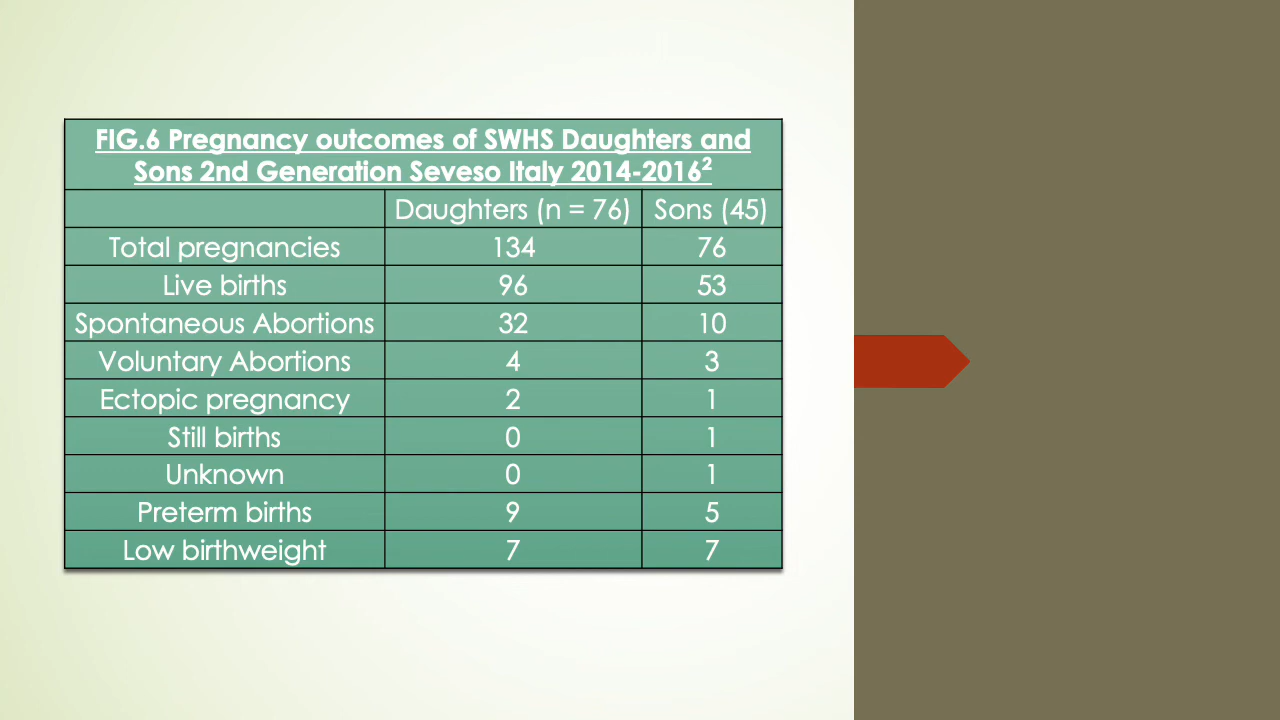 FIG.6 Pregnancy outcomes of SWHS Daughters and
Sons 2nd Generation Seveso Italy 2014-2016²
Daughters (n = 76) Sons (45)
Total pregnancies 134 76
Live births 96 53
Spontaneous Abortions 32 10
Voluntary Abortions 4 3
Ectopic pregnancy 2 1
Still births 0 1
Unknown 0 1
Preterm births 9 5
Low birthweight 7 7